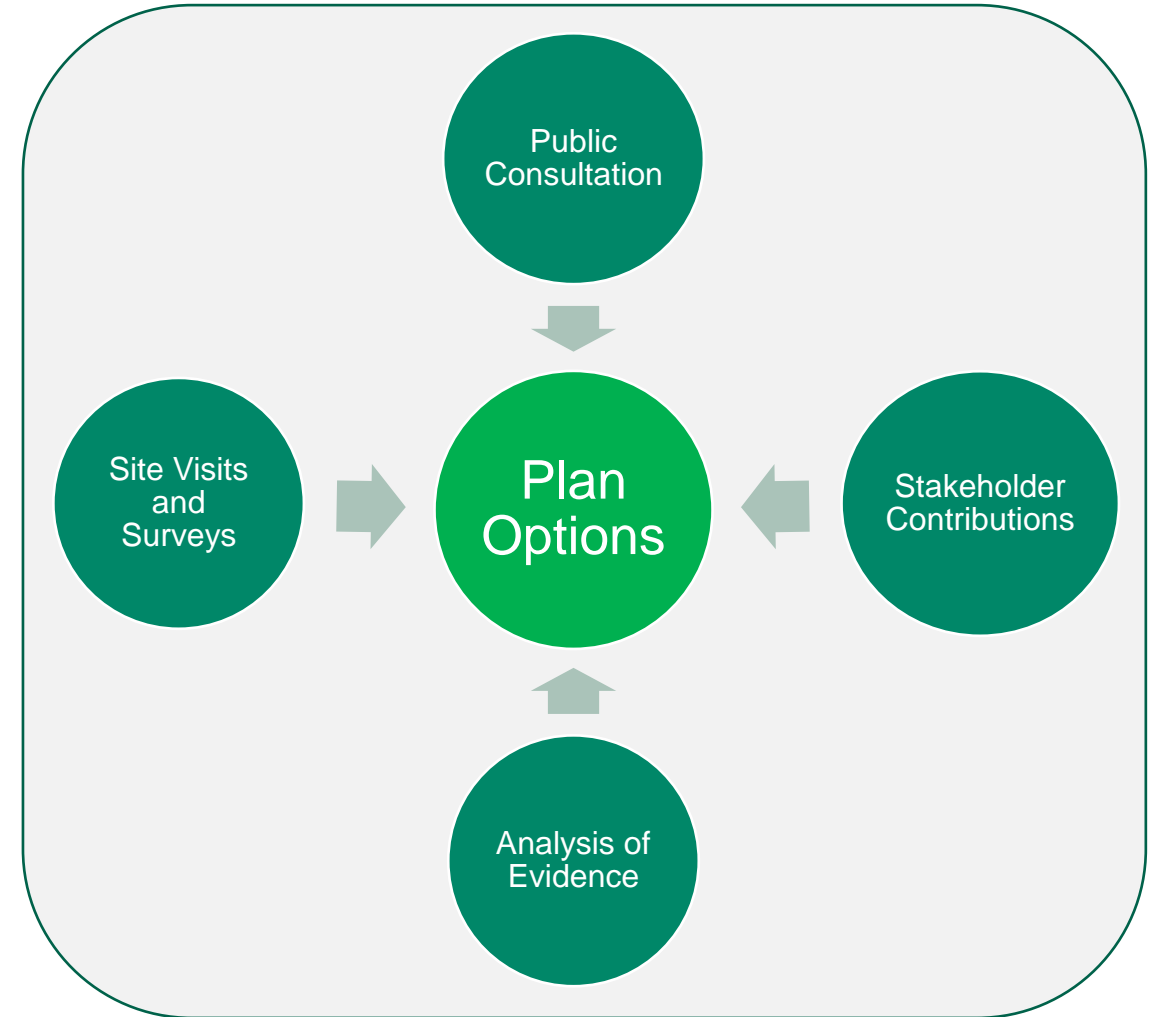 Public
Consultation
Site Visits
and
Surveys
Plan
Options
Stakeholder
Contributions
Analysis of
Evidence